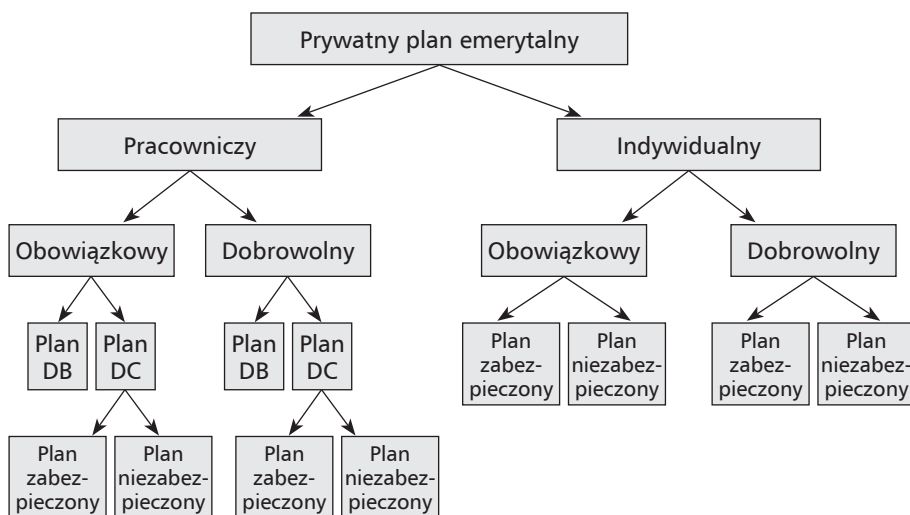 Prywatny plan emerytalny
Pracowniczy
Indywidualny
Obowiązkowy
Dobrowolny
Obowiązkowy
Dobrowolny
Plan
DB
Plan
DC
Plan
DB
Plan
DC
Plan
zabez-
pieczony
Plan
niezabez-
pieczony
Plan
zabez-
pieczony
Plan
niezabez-
pieczony
Plan
zabez-
pieczony
Plan
niezabez-
pieczony
Plan
zabez-
pieczony
Plan
niezabez-
pieczony